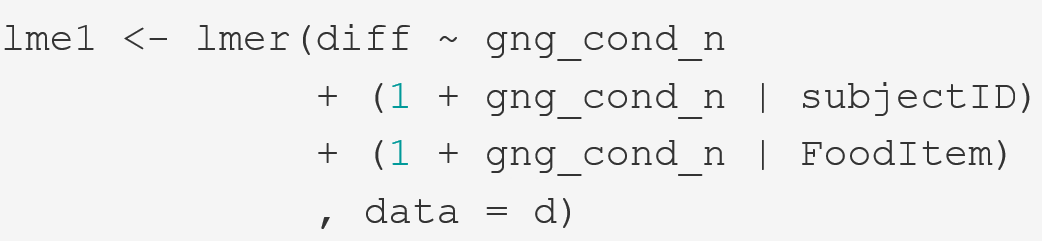 lme1 <- lmer(diff ~ gng_cond_n
+ (1 + gng_cond_n | subjectID)
+ (1 + gng_cond_n | FoodItem)
, data = d)